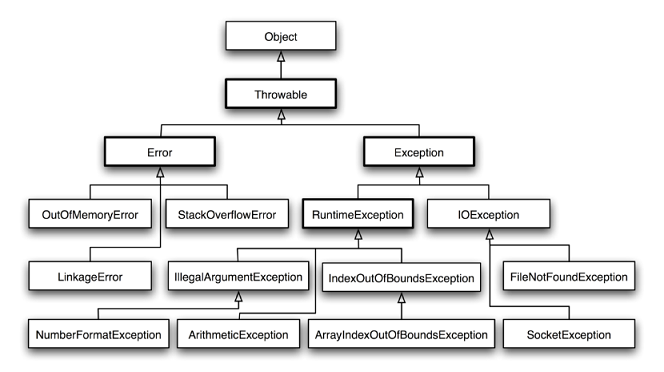 Object
Throwable
Error
Exception
OutOfMemoryError
StackOverflowError
RuntimeException
IOException
LinkageError
IllegalArgumentException
IndexOutOfBoundsException
FileNotFoundException
NumberFormatException
ArithmeticException
ArrayIndexOutOfBoundsException
SocketException